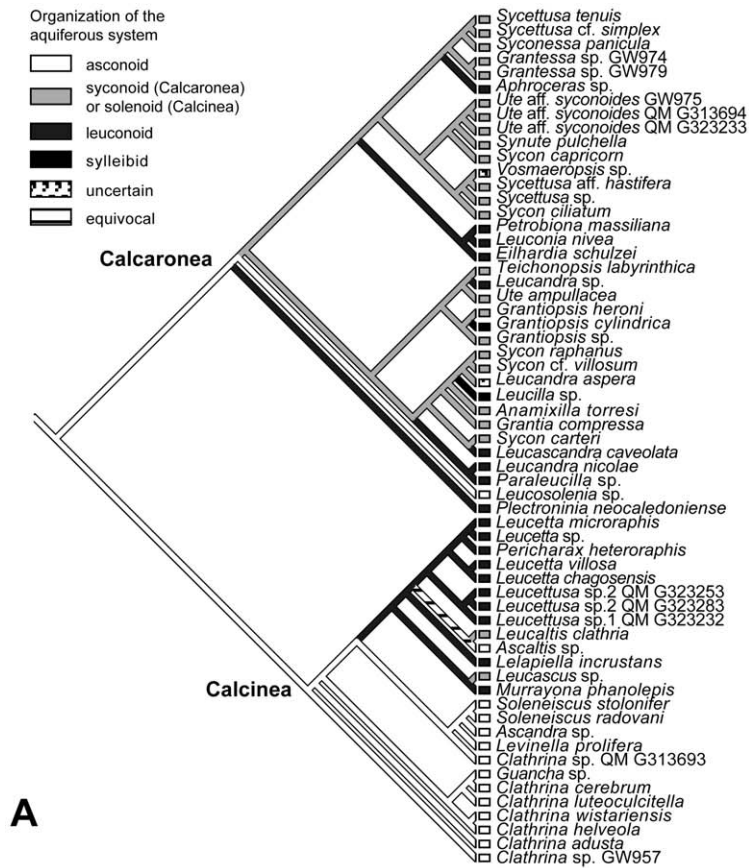 Organization of the
aquiferous system
asconoid
syconoid (Calcaronea)
or solenoid (Calcinea)
leuconoid
sylleibid
uncertain
equivocal
Calcaronea
Calcinea
A
Sycettusa tenuis
Sycettusa cf. simplex
Syconessa panicula
Grantessa sp. GW974
Grantessa sp. GW979
Aphroceras sp.
Ute aff. syconoides GW975
Ute aff. syconoides QM G313694
Ute aff. syconoides QM G323233
Synute pulchella
Sycon capricorn
Vosmaeropsis sp.
Sycettusa aff. hastifera
Sycettusa sp.
Sycon ciliatum
Petrobiona massiliana
Leuconia nivea
Eilhardia schulzei
Teichonopsis labyrinthica
Leucandra sp.
Ute ampullacea
Grantiopsis heroni
Grantiopsis cylindrica
Grantiopsis sp.
Sycon raphanus
Sycon cf. villosum
Leucandra aspera
Leucilla sp.
Anamixilla torresi
Grantia compressa
Sycon carteri
Leucascandra caveolata
Leucandra nicolae
Paraleucilla sp.
Leucosolenia sp.
Plectroninia neocaledoniense
Leucetta microraphis
Leucetta sp.
Pericharax heteroraphis
Leucetta villosa
Leucetta chagosensis
Leucettusa sp.2 QM G323253
Leucettusa sp.2 QM G323283
Leucettusa sp.1 QM G323232
Leucaltis clathria
Ascaltis sp.
Lelapiella incrustans
Leucascus sp.
Murrayona phanolepis
Soleneiscus stolonifer
Soleneiscus radovani
Ascandra sp.
Levinella prolifera
Clathrina sp. QM G313693
Guancha sp.
Clathrina cerebrum
Clathrina luteoculcitella
Clathrina wistariensis
Clathrina helveola
Clathrina adusta
Clathrina sp. GW957